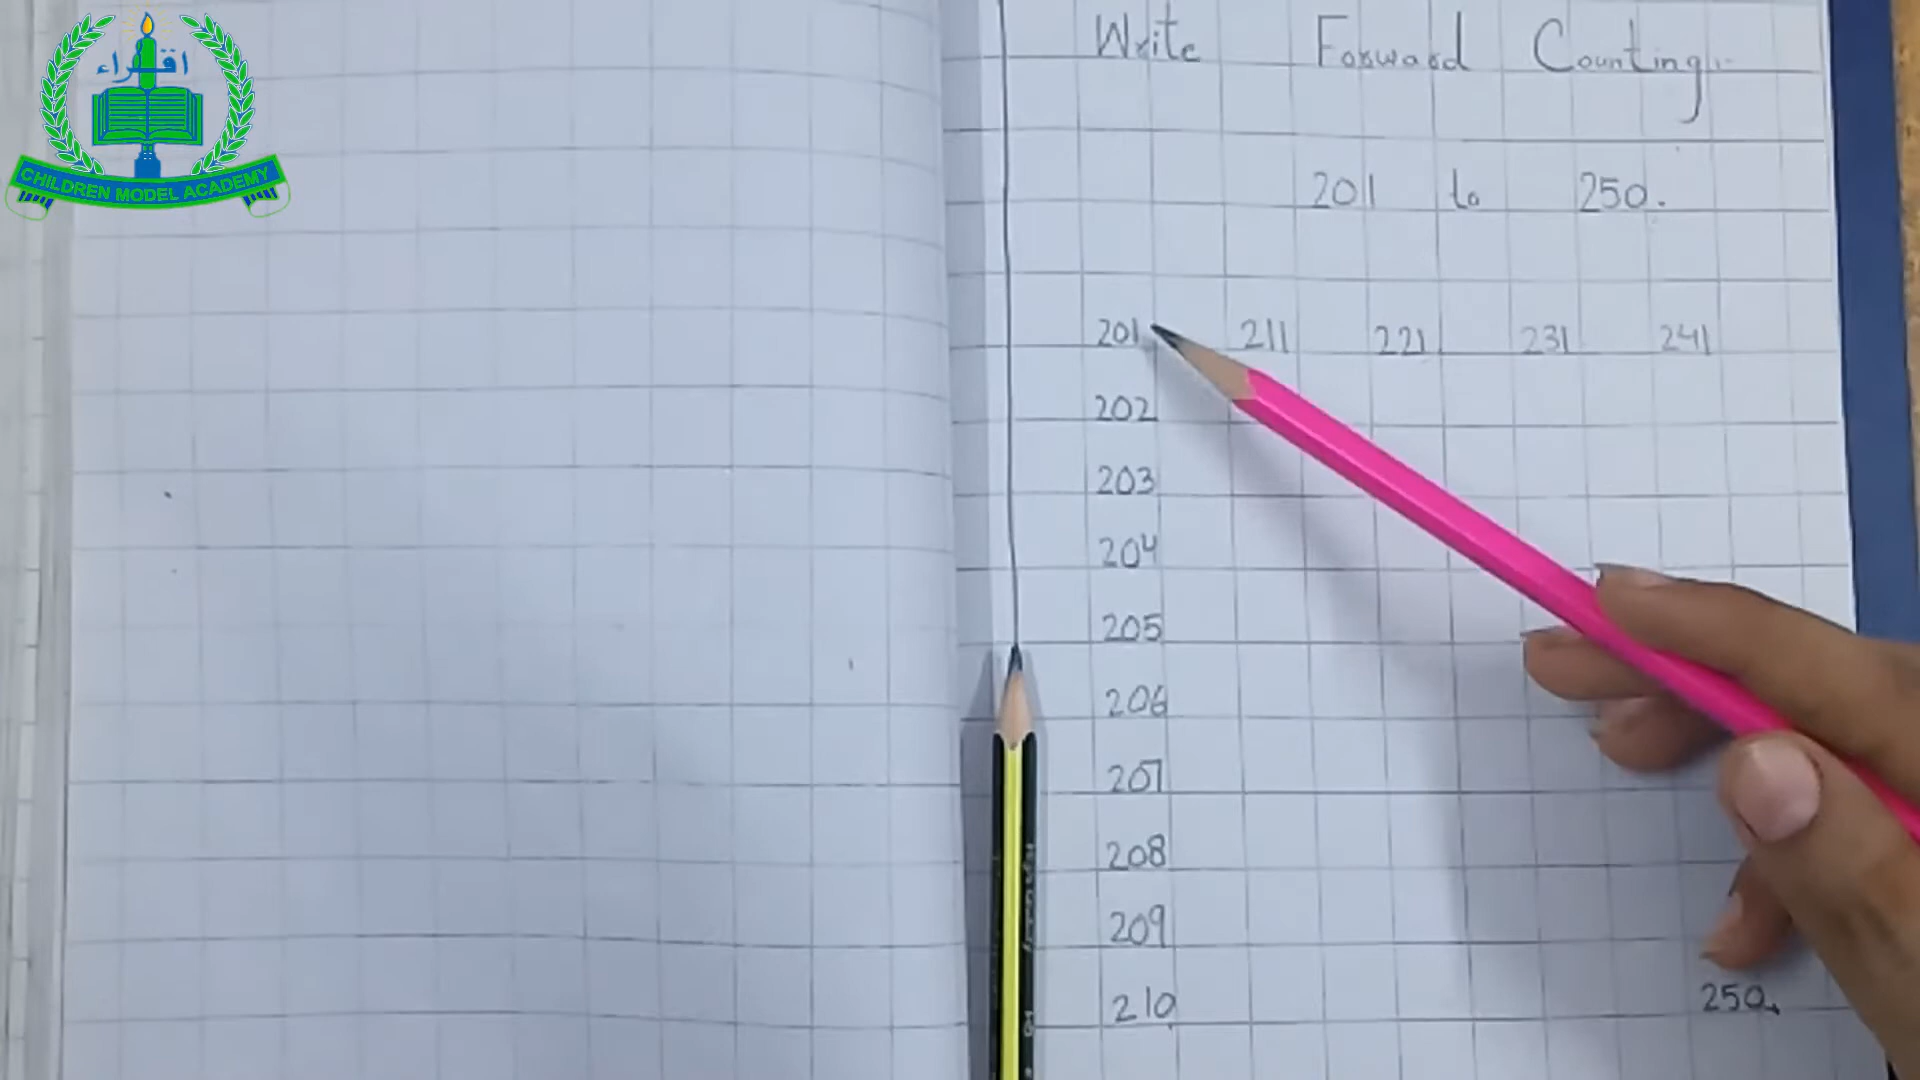 اقراء
CHILDREN MODEL ACADEMY
Write Forward Counting.
201 to 250.
201 211 221 231 241
202
203
204
205
206
207
208
209
210 250.